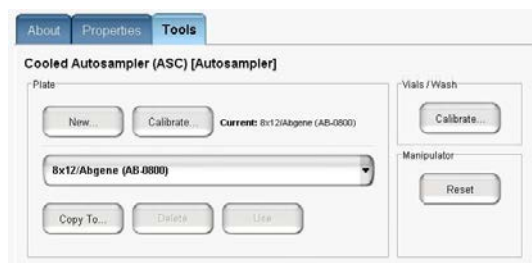 About Properties Tools
Cooled Autosampler (ASC) [Autosampler]
Plate
New... Calibrate... Current: 8x12/Abgene (AB-0800)
8x12/Abgene (AB-0800)
Copy To... Delete Use
Vials / Wash
Calibrate...
Manipulator
Reset